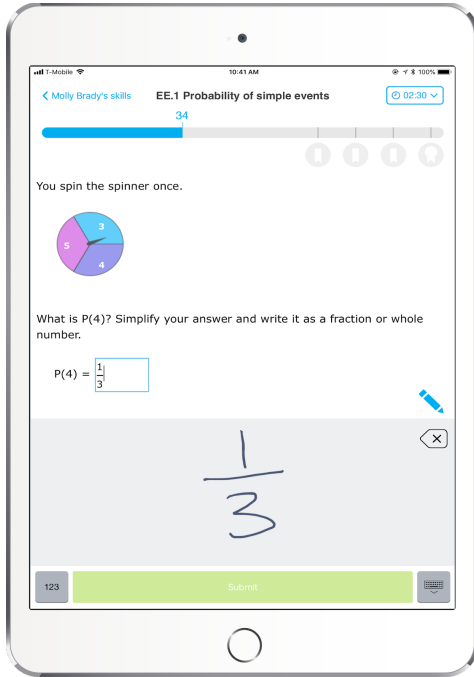 T-Mobile 10:41 AM 100%
Molly Brady's skills EE.1 Probability of simple events 02:30
34
You spin the spinner once.
3
5
4
What is P(4)? Simplify your answer and write it as a fraction or whole
number.
P(4) = 1/3
1
3
123 Submit